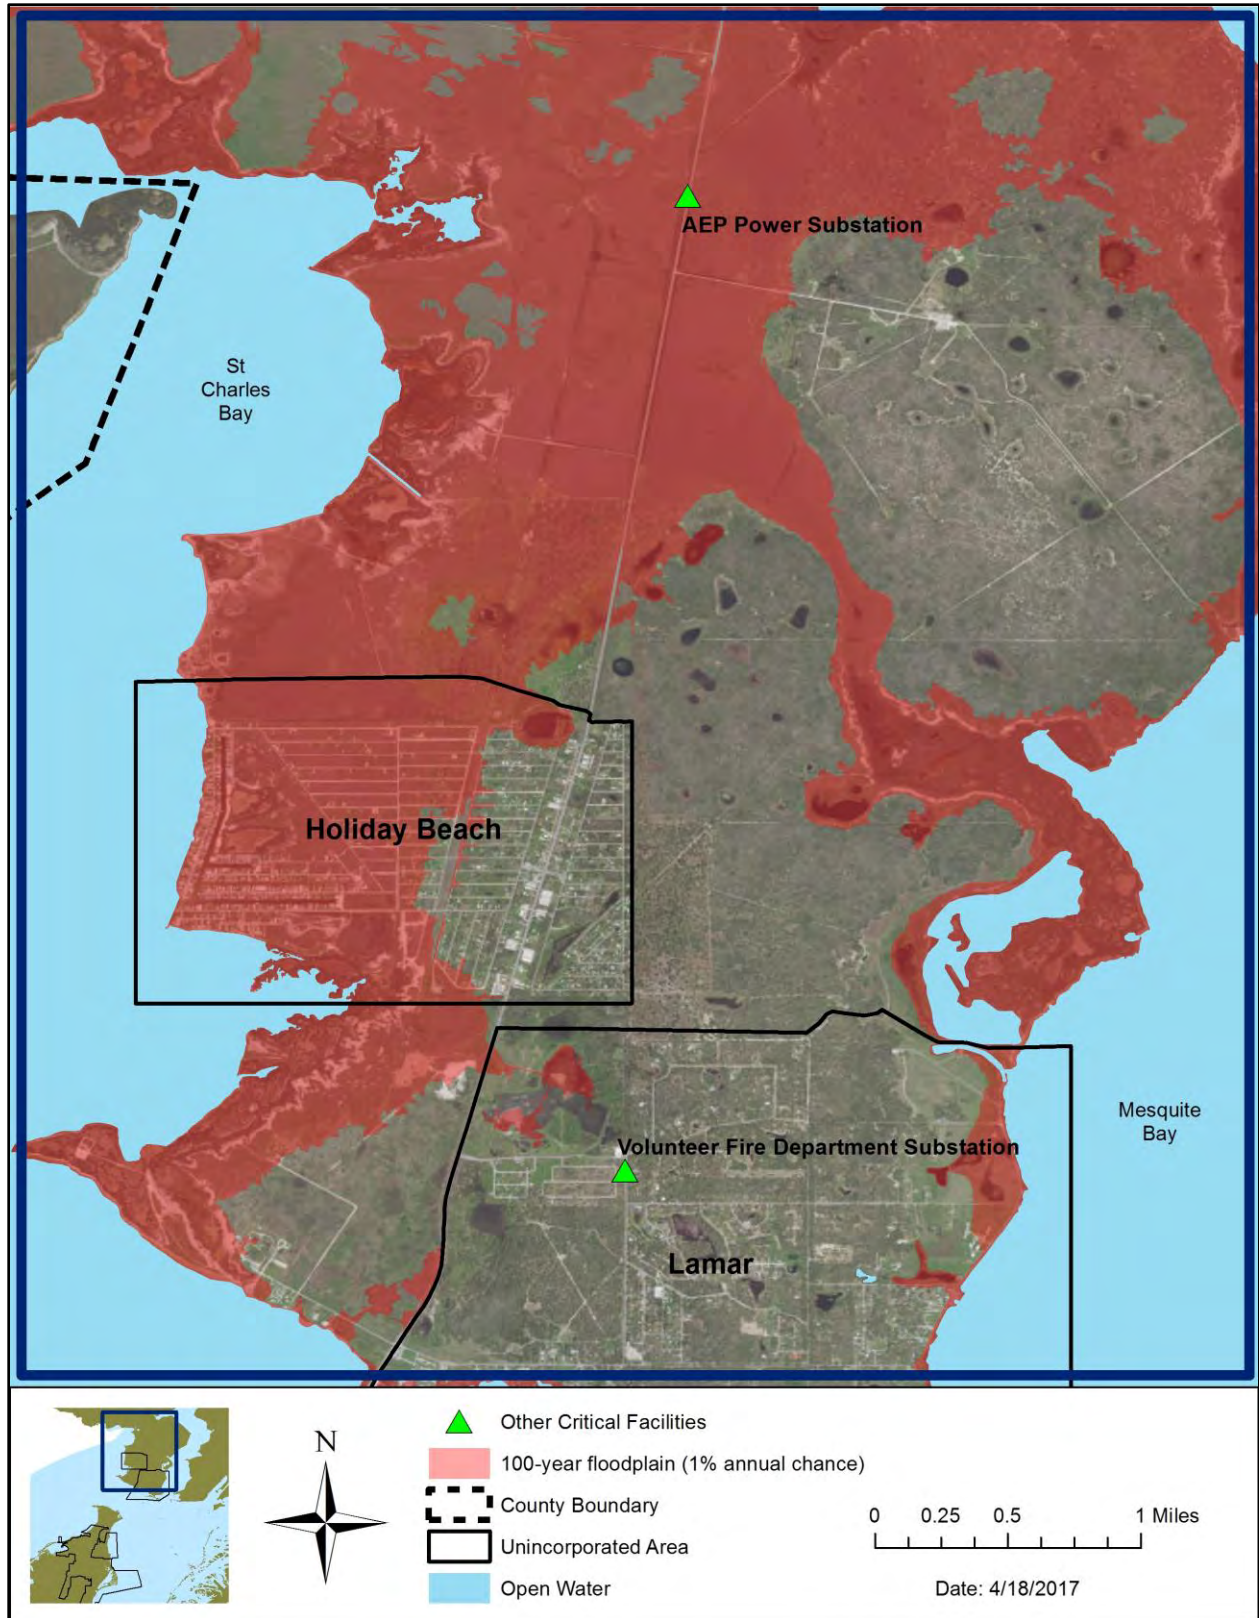 AEP Power Substation
St
Charles
Bay
Holiday Beach
Mesquite
Bay
Volunteer Fire Department Substation
Lamar
N
Other Critical Facilities
100-year floodplain (1% annual chance)
County Boundary
Unincorporated Area
Open Water
0 0.25 0.5 1 Miles
Date: 4/18/2017